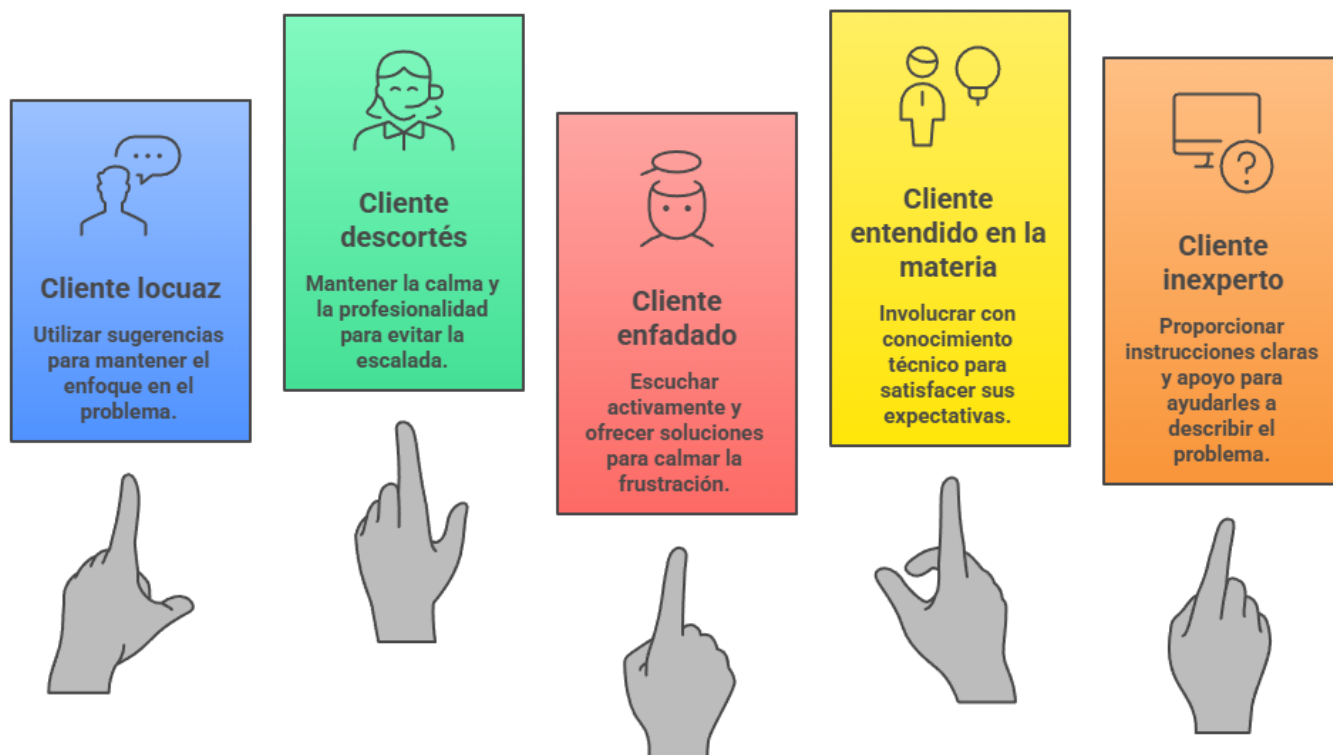 Cliente locuaz
Utilizar sugerencias
para mantener el
enfoque en el
problema.
Cliente
descortés
Mantener la calma y
la profesionalidad
para evitar la
escalada.
Cliente
enfadado
Escuchar
activamente y
ofrecer soluciones
para calmar la
frustración.
Cliente
entendido en la
materia
Involucrar con
conocimiento
técnico para
satisfacer sus
expectativas.
Cliente
inexperto
Proporcionar
instrucciones claras
y apoyo para
ayudarles a
describir el
problema.